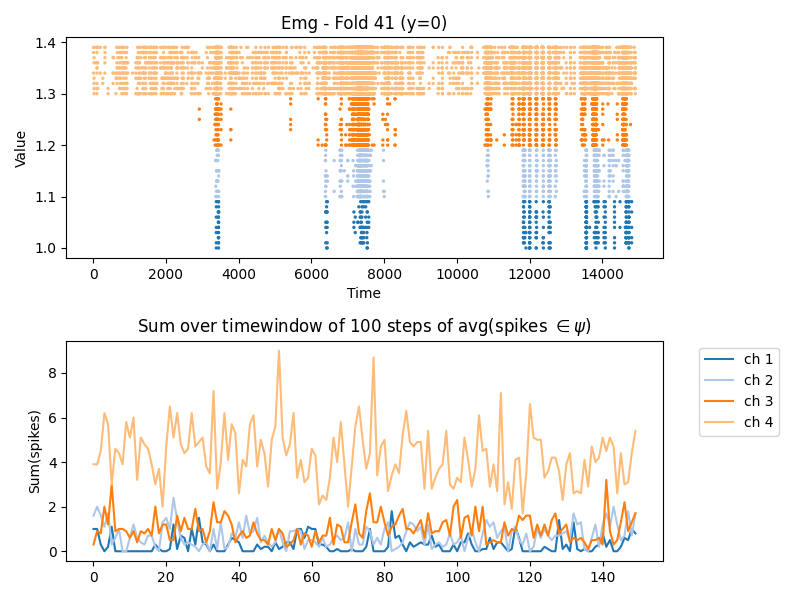 Emg - Fold 41 (y=0)
1.4
1.3
1.2
1.1
1.0
Value
0 2000 4000 6000 8000 10000 12000 14000
Time
Sum over timewindow of 100 steps of avg(spikes ∈ ψ)
8
6
4
2
0
Sum(spikes)
0 20 40 60 80 100 120 140
ch 1
ch 2
ch 3
ch 4